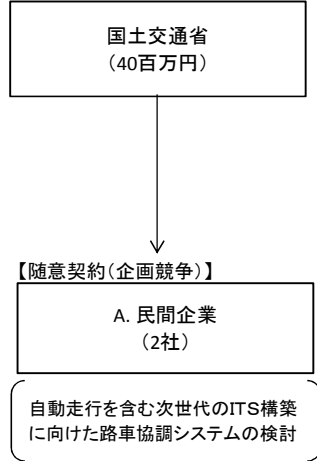 国土交通省
（40百万円）
【随意契約（企画競争）】
A. 民間企業
（2社）
自動走行を含む次世代のITS構築
に向けた路車協調システムの検討